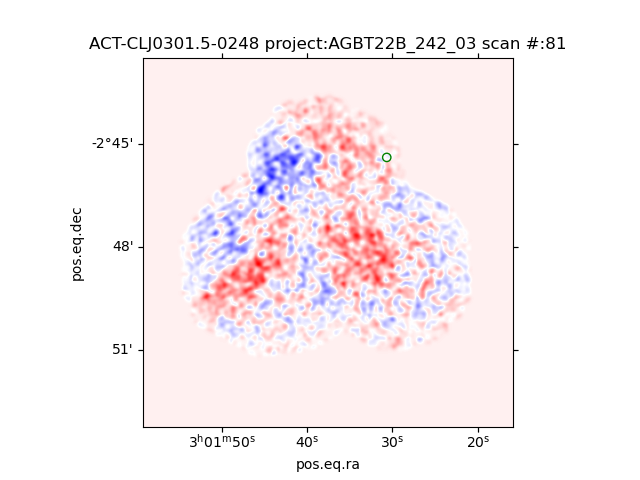 ACT-CLJ0301.5-0248 project:AGBT22B_242_03 scan #:81
-2°45'
48'
51'
pos.eq.dec
3ʰ01ᵐ50ˢ 40ˢ 30ˢ 20ˢ
pos.eq.ra